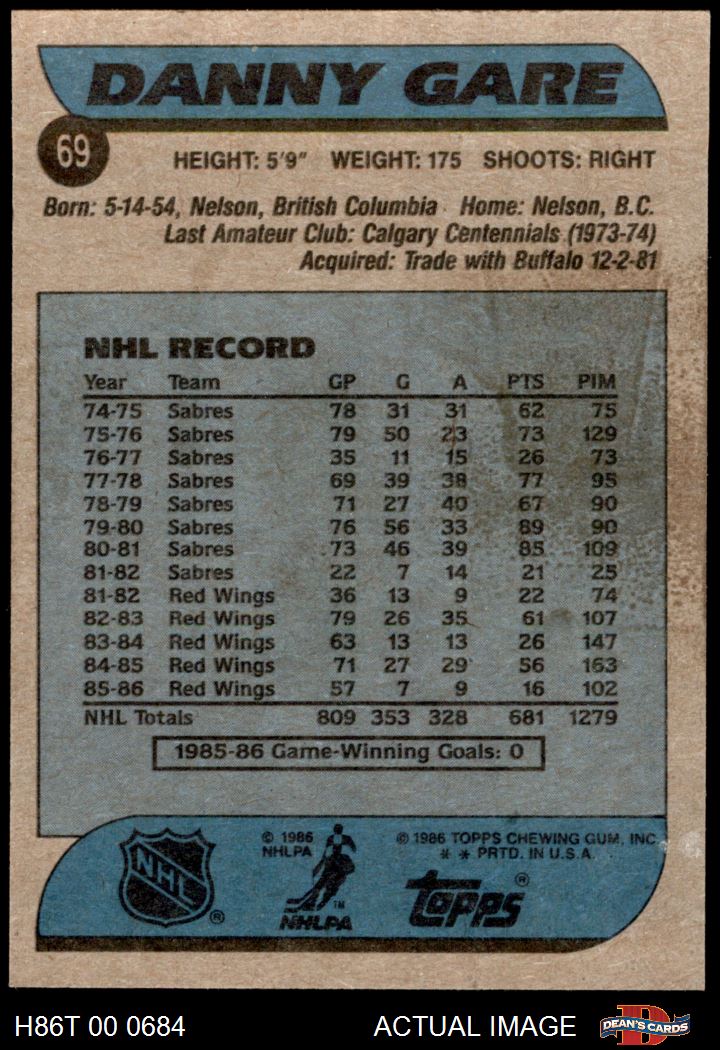 DANNY GARE
69
HEIGHT: 5'9" WEIGHT: 175 SHOOTS: RIGHT
Born: 5-14-54, Nelson, British Columbia Home: Nelson, B.C.
Last Amateur Club: Calgary Centennials (1973-74)
Acquired: Trade with Buffalo 12-2-81
NHL RECORD
Year Team GP G A PTS PIM
74-75 Sabres 78 31 31 62 75
75-76 Sabres 79 50 23 73 129
76-77 Sabres 35 11 15 26 73
77-78 Sabres 69 39 38 77 95
78-79 Sabres 71 27 40 67 90
79-80 Sabres 76 56 33 89 90
80-81 Sabres 73 46 39 85 109
81-82 Sabres 22 7 14 21 25
81-82 Red Wings 36 13 9 22 74
82-83 Red Wings 79 26 35 61 107
83-84 Red Wings 63 13 13 26 147
84-85 Red Wings 71 27 29 56 163
85-86 Red Wings 57 7 9 16 102
NHL Totals 809 353 328 681 1279
1985-86 Game-Winning Goals: 0
NHL ®
© 1986
NHLPA
TM
NHLPA
© 1986 TOPPS CHEWING GUM, INC.
* * PRTD. IN U.S.A.
Topps ®
H86T 00 0684 ACTUAL IMAGE DEAN'S CARDS